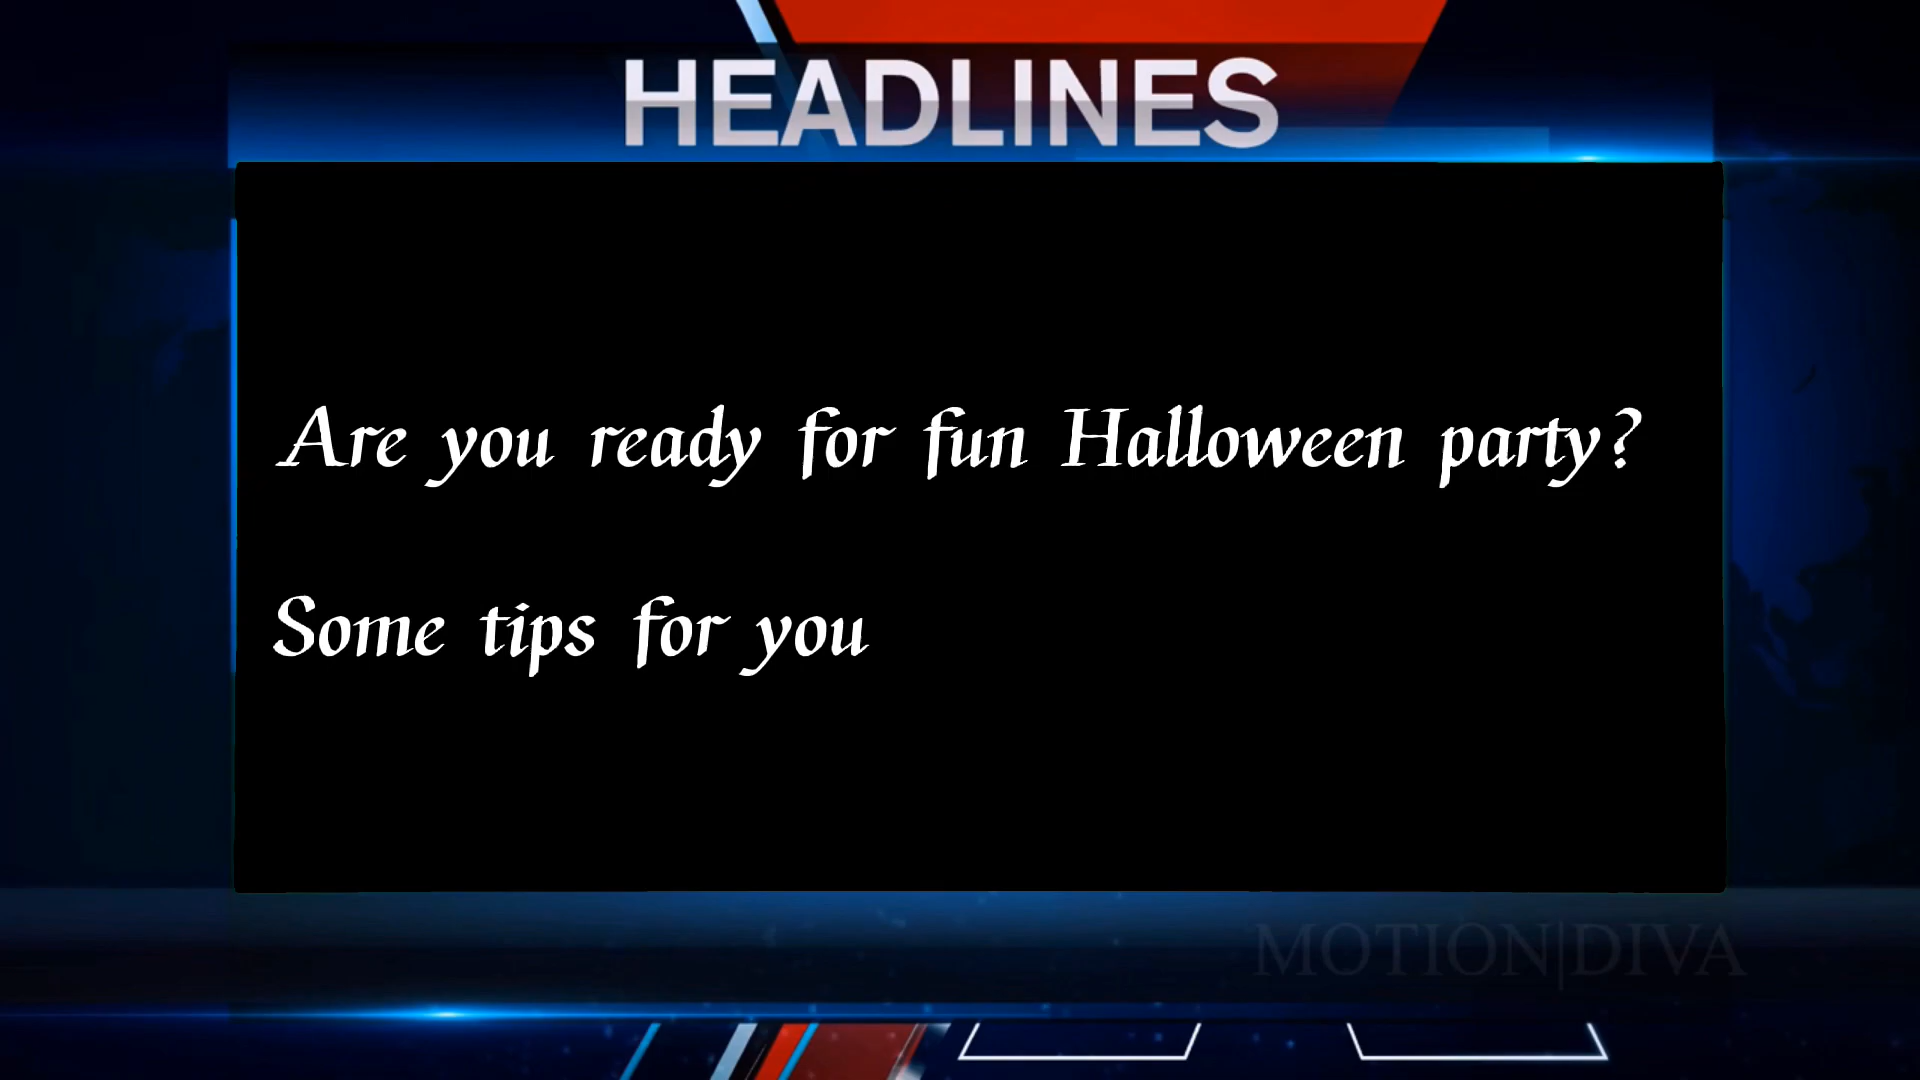 HEADLINES
Are you ready for fun Halloween party?
Some tips for you
MOTION|DIVA